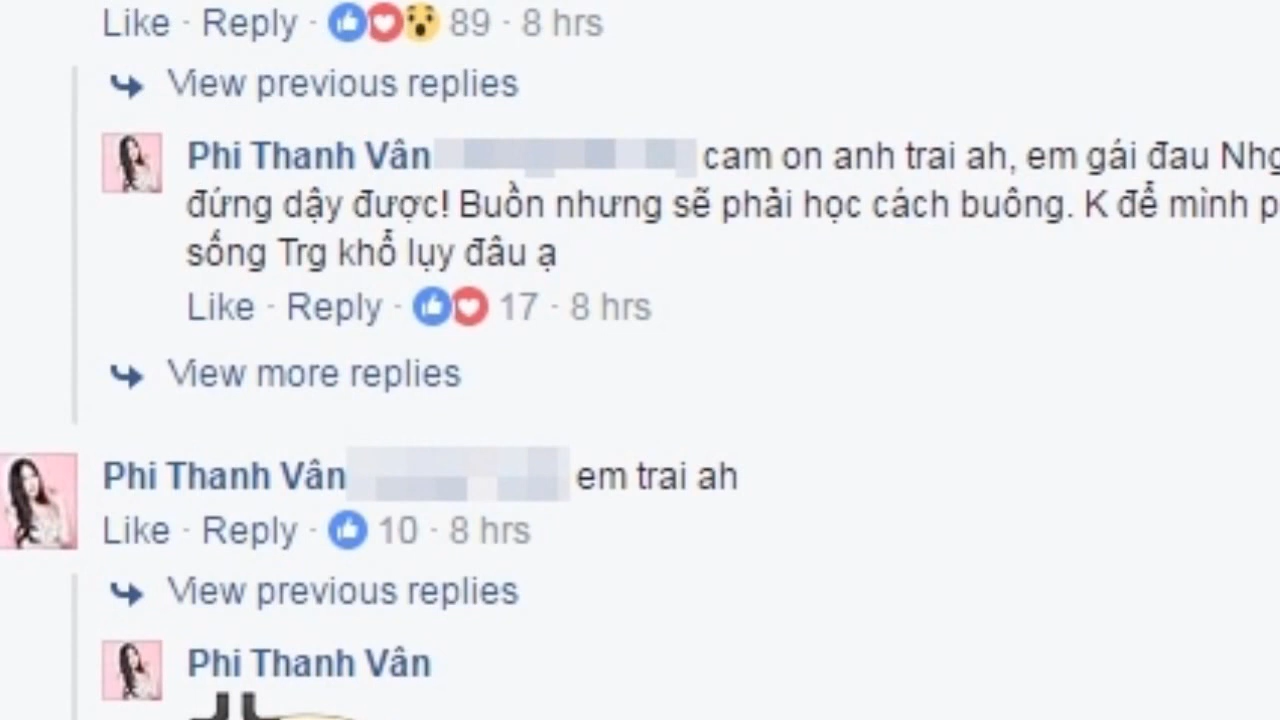 Like · Reply · 89 · 8 hrs
View previous replies
Phi Thanh Vân cam on anh trai ah, em gái đau
đứng dậy được! Buồn nhưng sẽ phải học cách buông. K để mình
sống Trg khổ lụy đâu ạ
Like · Reply · 17 · 8 hrs
View more replies
Phi Thanh Vân em trai ah
Like · Reply · 10 · 8 hrs
View previous replies
Phi Thanh Vân